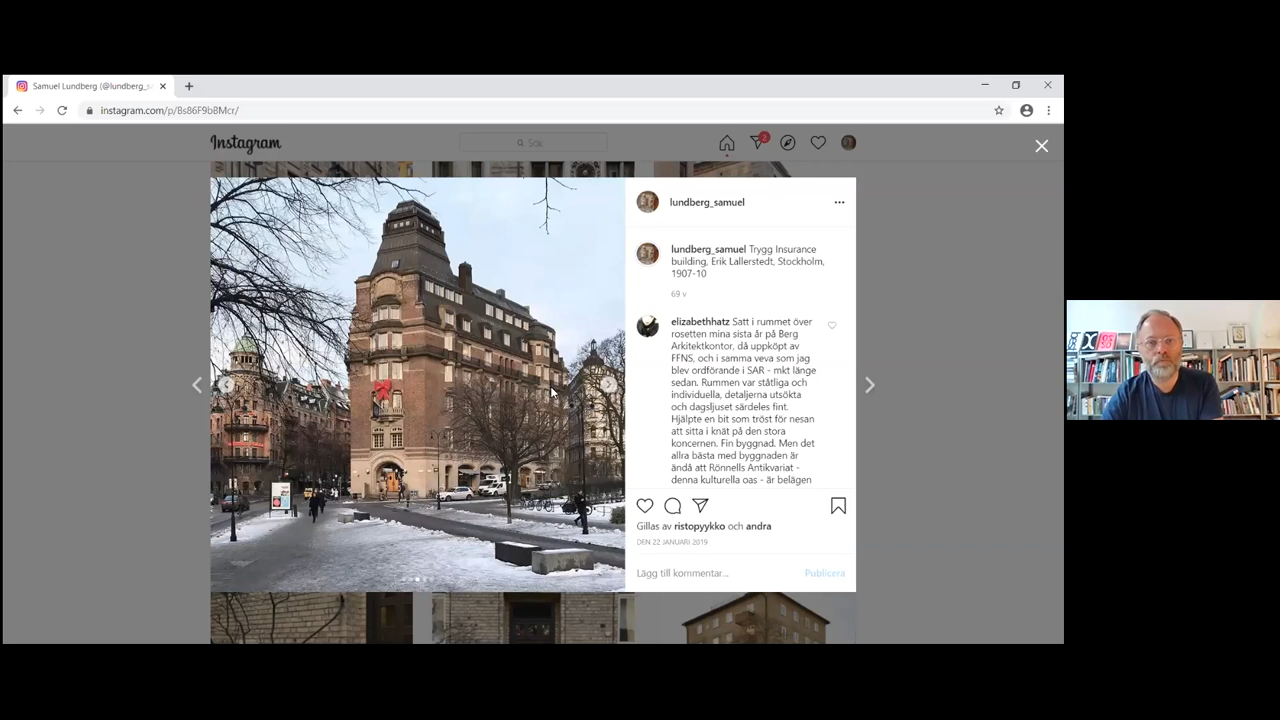 Samuel Lundberg (@lundberg_s
instagram.com/p/Bs86F9bBMcr/
Instagram
Sök
2
lundberg_samuel
lundberg_samuel Trygg Insurance
building, Erik Lallerstedt, Stockholm,
1907-10
69 v
elizabethhatz Satt i rummet över
rosetten mina sista år på Berg
Arkitektkontor, då uppköpt av
FFNS, och i samma veva som jag
blev ordförande i SAR - mkt länge
sedan. Rummen var ståtliga och
individuella, detaljerna utsökta
och dagsljuset särdeles fint.
Hjälpte en bit som tröst för nesan
att sitta i knät på den stora
koncernen. Fin byggnad. Men det
allra bästa med byggnaden är
ändå att Rönnells Antikvariat -
denna kulturella oas - är belägen
Gillas av ristopyykko och andra
DEN 22 JANUARI 2019
Lägg till kommentar...
Publicera